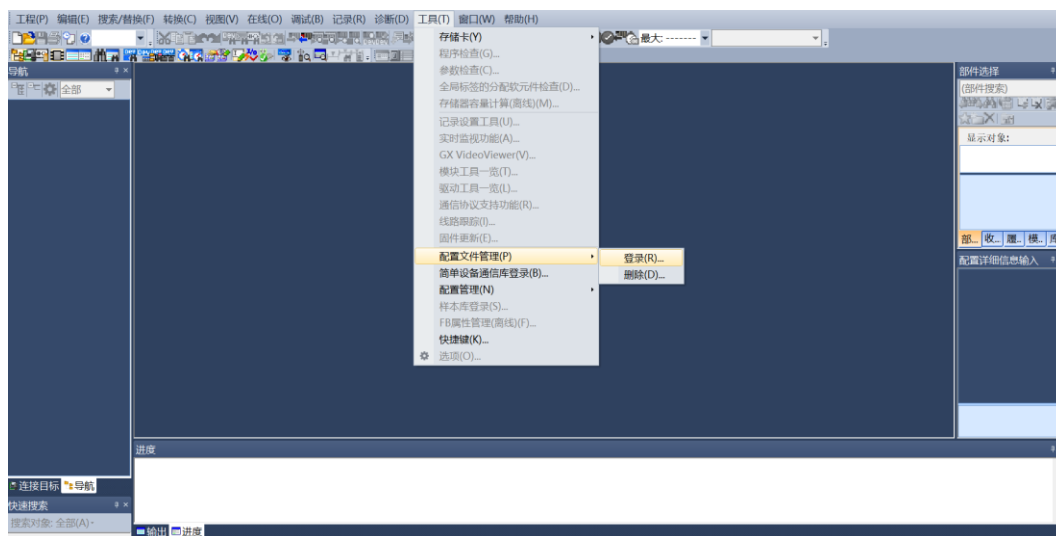 工程(P) 编辑(E) 搜索/替换(F) 转换(C) 视图(V) 在线(O) 调试(B) 记录(R) 诊断(D) 工具(T) 窗口(W) 帮助(H)
最大: -------
导航
全部
存储卡(Y)
程序检查(G)...
参数检查(C)...
全局标签的分配软元件检查(D)...
存储器容量计算(离线)(M)...
记录设置工具(U)...
实时监视功能(A)...
GX VideoViewer(V)...
模块工具一览(T)...
驱动工具一览(L)...
通信协议支持功能(R)...
线路跟踪(I)...
固件更新(E)...
配置文件管理(P)
登录(R)...
删除(D)...
简单设备通信库登录(B)...
配置管理(N)
样本库登录(S)...
FB属性管理(离线)(F)...
快捷键(K)...
选项(O)...
部件选择
(部件搜索)
显示对象:
部... 收... 履... 模... 库
配置详细信息输入
进度
连接目标 导航
快速搜索
搜索对象: 全部(A)
输出 进度